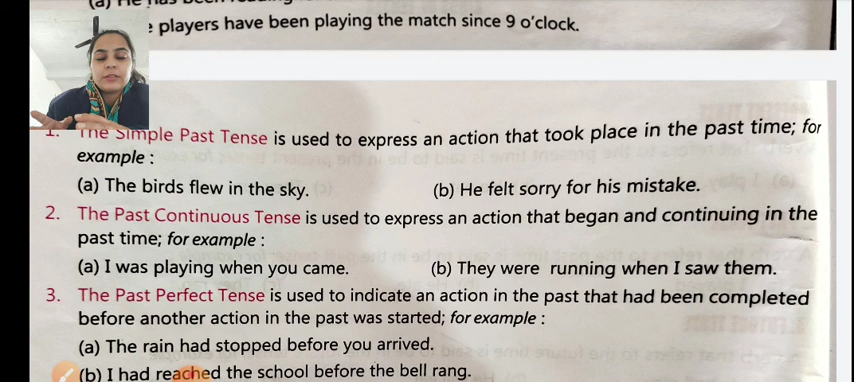 players have been playing the match since 9 o'clock.
1. The Simple Past Tense is used to express an action that took place in the past time; for
example :
(a) The birds flew in the sky. (b) He felt sorry for his mistake.
2. The Past Continuous Tense is used to express an action that began and continuing in the
past time; for example :
(a) I was playing when you came. (b) They were running when I saw them.
3. The Past Perfect Tense is used to indicate an action in the past that had been completed
before another action in the past was started; for example :
(a) The rain had stopped before you arrived.
(b) I had reached the school before the bell rang.